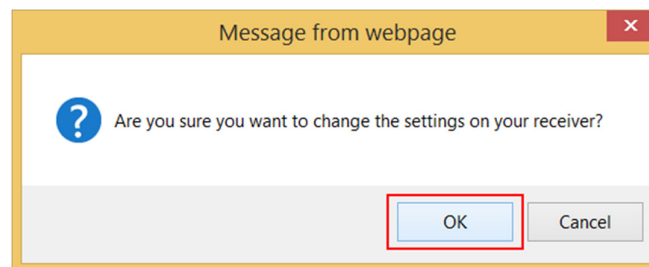 Message from webpage
Are you sure you want to change the settings on your receiver?
OK Cancel